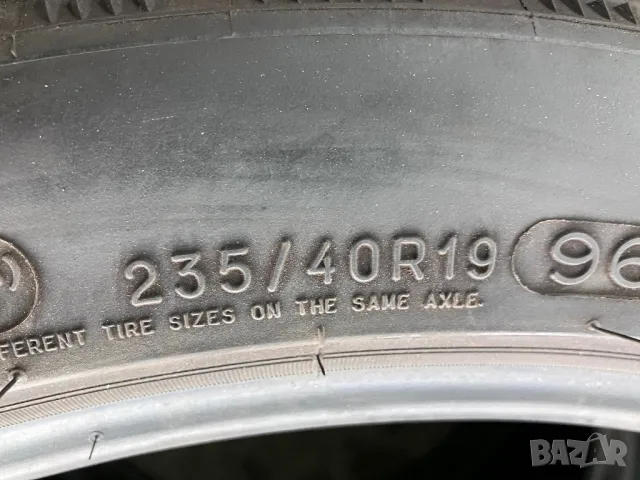 235/40R19 96
FERENT TIRE SIZES ON THE SAME AXLE.
BAZAR